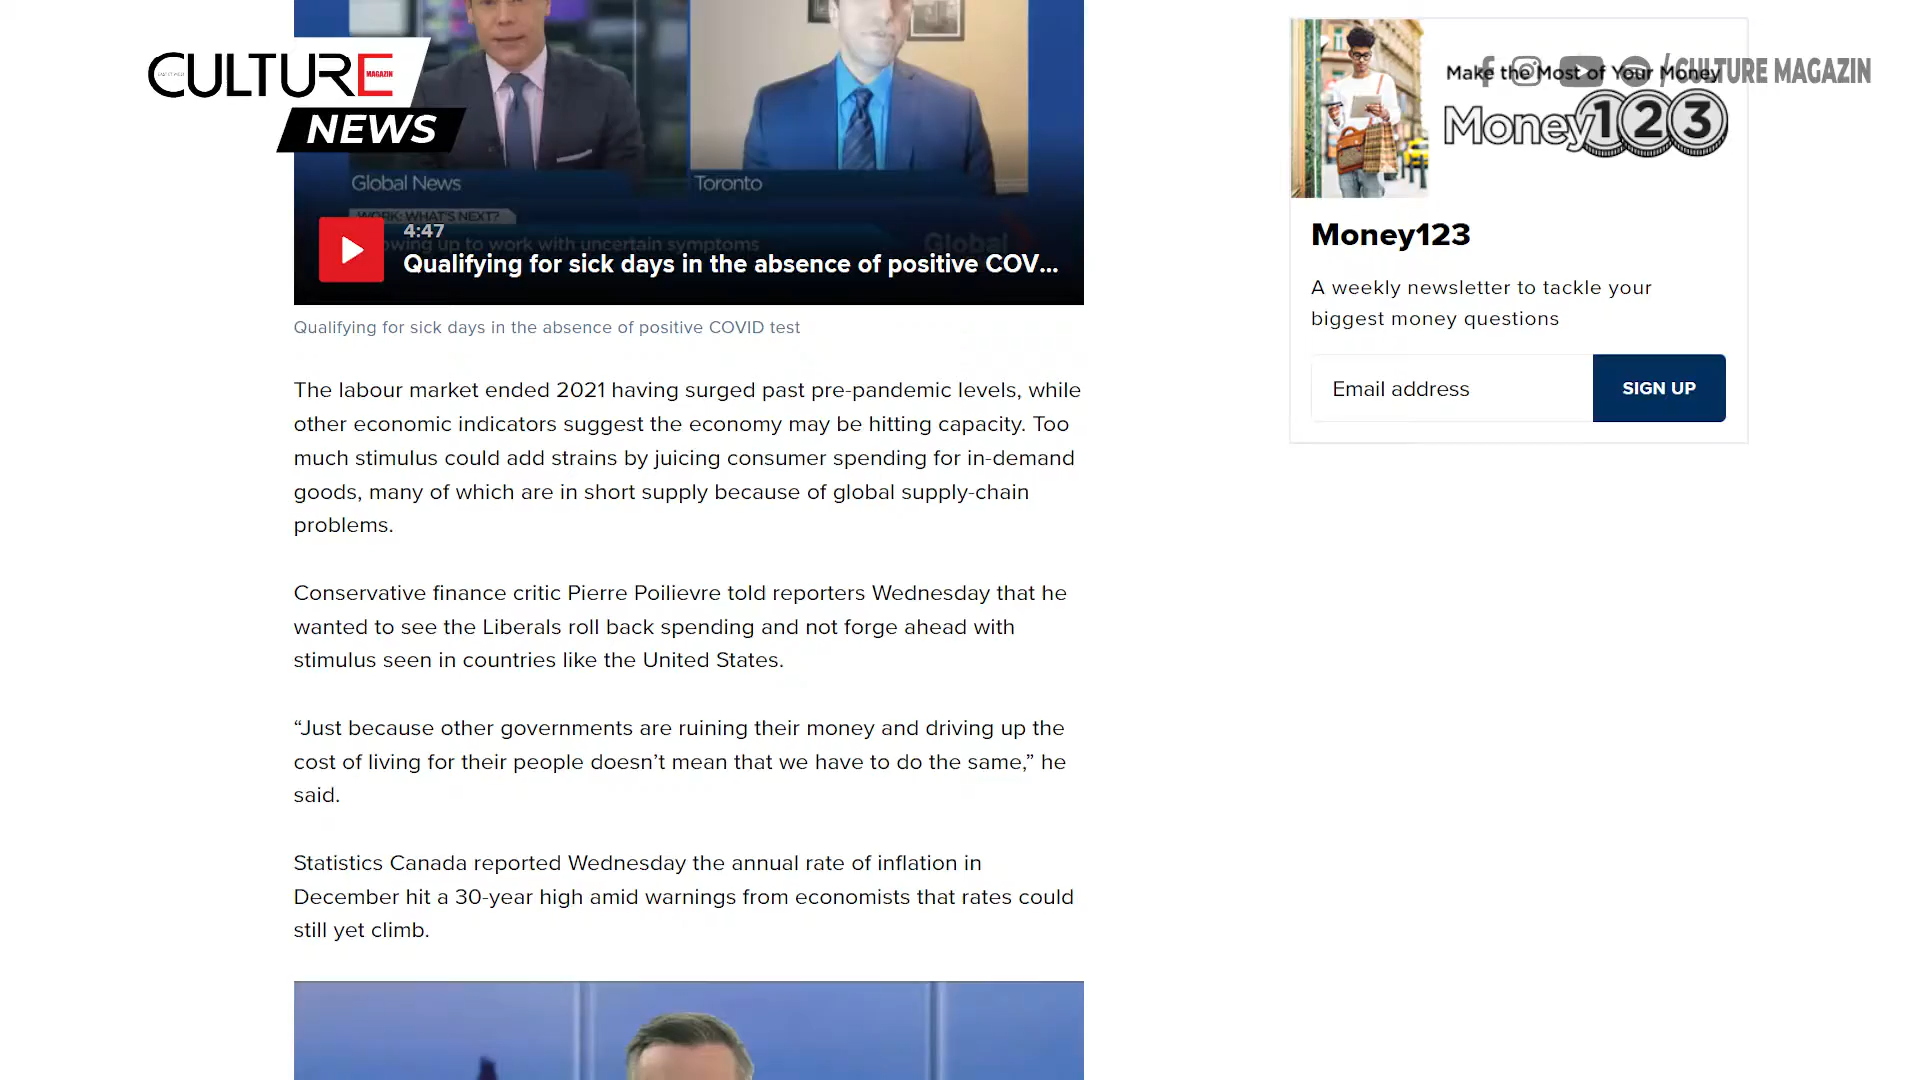 CULTURE
MAGAZIN
NEWS
Global News
Toronto
WORK: WHAT'S NEXT?
4:47
owing up to work with uncertain symptoms
Global
Qualifying for sick days in the absence of positive COV...
Qualifying for sick days in the absence of positive COVID test
The labour market ended 2021 having surged past pre-pandemic levels, while
other economic indicators suggest the economy may be hitting capacity. Too
much stimulus could add strains by juicing consumer spending for in-demand
goods, many of which are in short supply because of global supply-chain
problems.
Conservative finance critic Pierre Poilievre told reporters Wednesday that he
wanted to see the Liberals roll back spending and not forge ahead with
stimulus seen in countries like the United States.
“Just because other governments are ruining their money and driving up the
cost of living for their people doesn’t mean that we have to do the same,” he
said.
Statistics Canada reported Wednesday the annual rate of inflation in
December hit a 30-year high amid warnings from economists that rates could
still yet climb.
Make the Most of Your Money
/CULTURE MAGAZIN
Money123
Money123
A weekly newsletter to tackle your
biggest money questions
Email address
SIGN UP